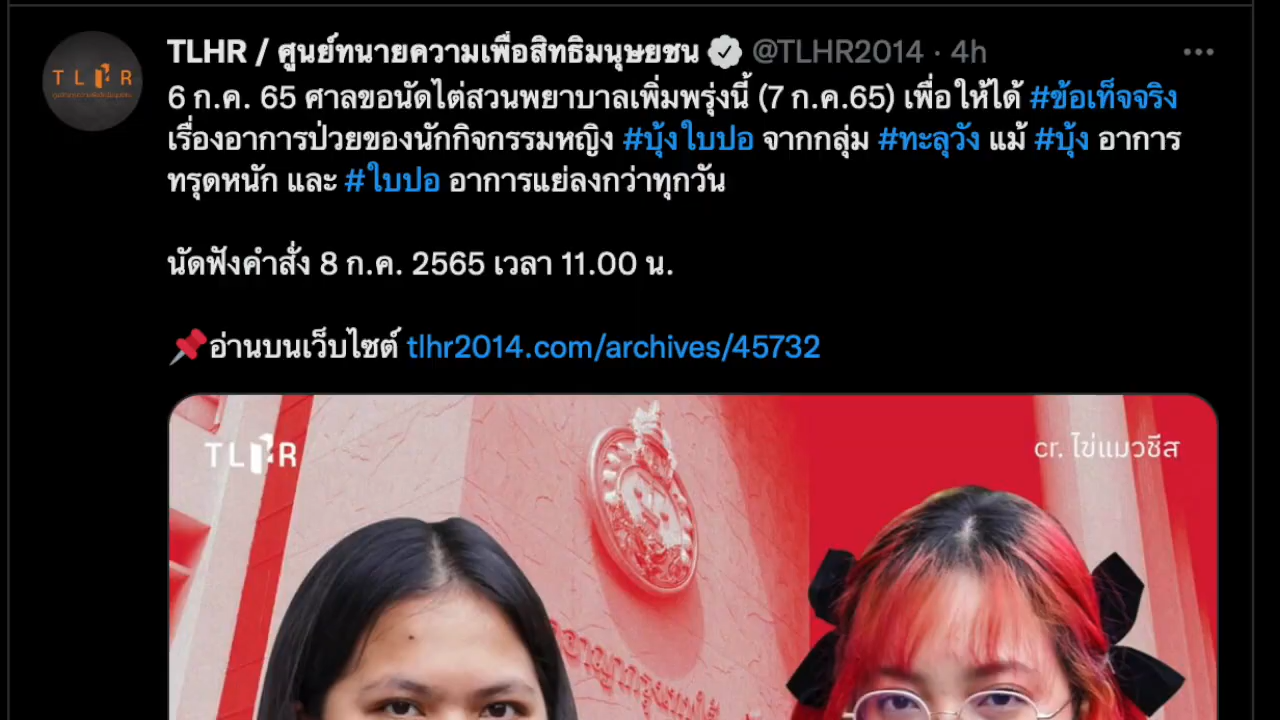 TLHR / ศูนย์ทนายความเพื่อสิทธิมนุษยชน @TLHR2014 · 4h
TLHR
6 ก.ค. 65 ศาลขอนัดไต่สวนพยาบาลเพิ่มพรุ่งนี้ (7 ก.ค.65) เพื่อให้ได้ #ข้อเท็จจริง
เรื่องอาการป่วยของนักกิจกรรมหญิง #บุ้งใบปอ จากกลุ่ม #ทะลุวัง แม้ #บุ้ง อาการ
ทรุดหนัก และ #ใบปอ อาการแย่ลงกว่าทุกวัน
นัดฟังคำสั่ง 8 ก.ค. 2565 เวลา 11.00 น.
อ่านบนเว็บไซต์ tlhr2014.com/archives/45732
TLHR
cr. ไข่แมวชีส